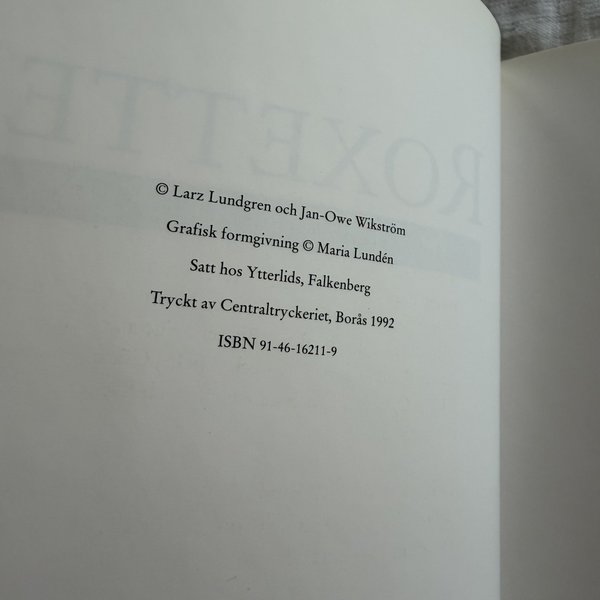 ROXETTE
© Larz Lundgren och Jan-Owe Wikström
Grafisk formgivning © Maria Lundén
Satt hos Ytterlids, Falkenberg
Tryckt av Centraltryckeriet, Borås 1992
ISBN 91-46-16211-9